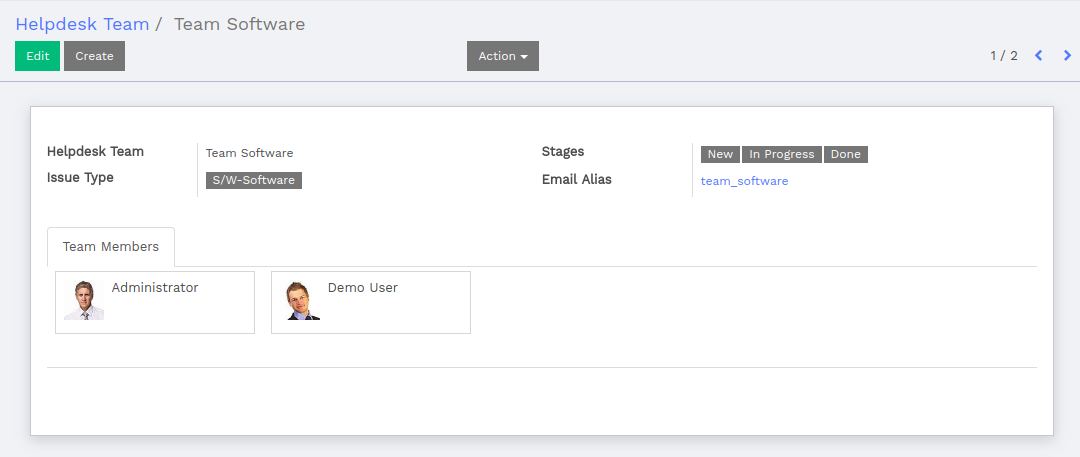 Helpdesk Team / Team Software
Edit Create Action 1 / 2
Helpdesk Team Team Software Stages New In Progress Done
Issue Type S/W-Software Email Alias team_software
Team Members
Administrator Demo User